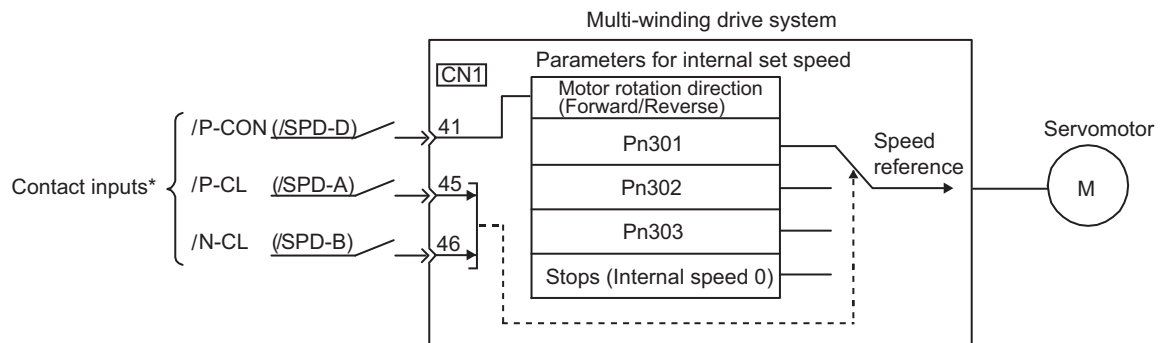 Multi-winding drive system
CN1
Parameters for internal set speed
Motor rotation direction
(Forward/Reverse)
/P-CON (/SPD-D) 41
Pn301
Speed
reference
Servomotor
Contact inputs*
/P-CL (/SPD-A) 45
Pn302
M
/N-CL (/SPD-B) 46
Pn303
Stops (Internal speed 0)